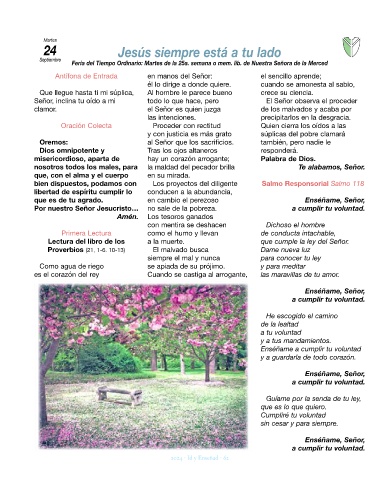 Martes
24
Septiembre
Jesús siempre está a tu lado
Feria del Tiempo Ordinario: Martes de la 25s. semana o mem. lib. de Nuestra Señora de la Merced
Antífona de Entrada
Que llegue hasta ti mi súplica,
Señor, inclina tu oído a mi
clamor.
Oración Colecta
Oremos:
Dios omnipotente y
misericordioso, aparta de
nosotros todos los males, para
que, con el alma y el cuerpo
bien dispuestos, podamos con
libertad de espíritu cumplir lo
que es de tu agrado.
Por nuestro Señor Jesucristo...
Amén.
Primera Lectura
Lectura del libro de los
Proverbios (21, 1-6. 10-13)
Como agua de riego
es el corazón del rey
en manos del Señor:
él lo dirige a donde quiere.
Al hombre le parece bueno
todo lo que hace, pero
el Señor es quien juzga
las intenciones.
Proceder con rectitud
y con justicia es más grato
al Señor que los sacrificios.
Tras los ojos altaneros
hay un corazón arrogante;
la maldad del pecador brilla
en su mirada.
Los proyectos del diligente
conducen a la abundancia,
en cambio el perezoso
no sale de la pobreza.
Los tesoros ganados
con mentira se deshacen
como el humo y llevan
a la muerte.
El malvado busca
siempre el mal y nunca
se apiada de su prójimo.
Cuando se castiga al arrogante,
el sencillo aprende;
cuando se amonesta al sabio,
crece su ciencia.
El Señor observa el proceder
de los malvados y acaba por
precipitarlos en la desgracia.
Quien cierra los oídos a las
súplicas del pobre clamará
también, pero nadie le
responderá.
Palabra de Dios.
Te alabamos, Señor.
Salmo Responsorial Salmo 118
Enséñame, Señor,
a cumplir tu voluntad.
Dichoso el hombre
de conducta intachable,
que cumple la ley del Señor.
Dame nueva luz
para conocer tu ley
y para meditar
las maravillas de tu amor.
Enséñame, Señor,
a cumplir tu voluntad.
He escogido el camino
de la lealtad
a tu voluntad
y a tus mandamientos.
Enséñame a cumplir tu voluntad
y a guardarla de todo corazón.
Enséñame, Señor,
a cumplir tu voluntad.
Guíame por la senda de tu ley,
que es lo que quiero.
Cumpliré tu voluntad
sin cesar y para siempre.
Enséñame, Señor,
a cumplir tu voluntad.